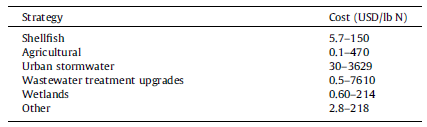 Strategy Cost (USD/lb N)
Shellfish 5.7–150
Agricultural 0.1–470
Urban stormwater 30–3629
Wastewater treatment upgrades 0.5–7610
Wetlands 0.60–214
Other 2.8–218